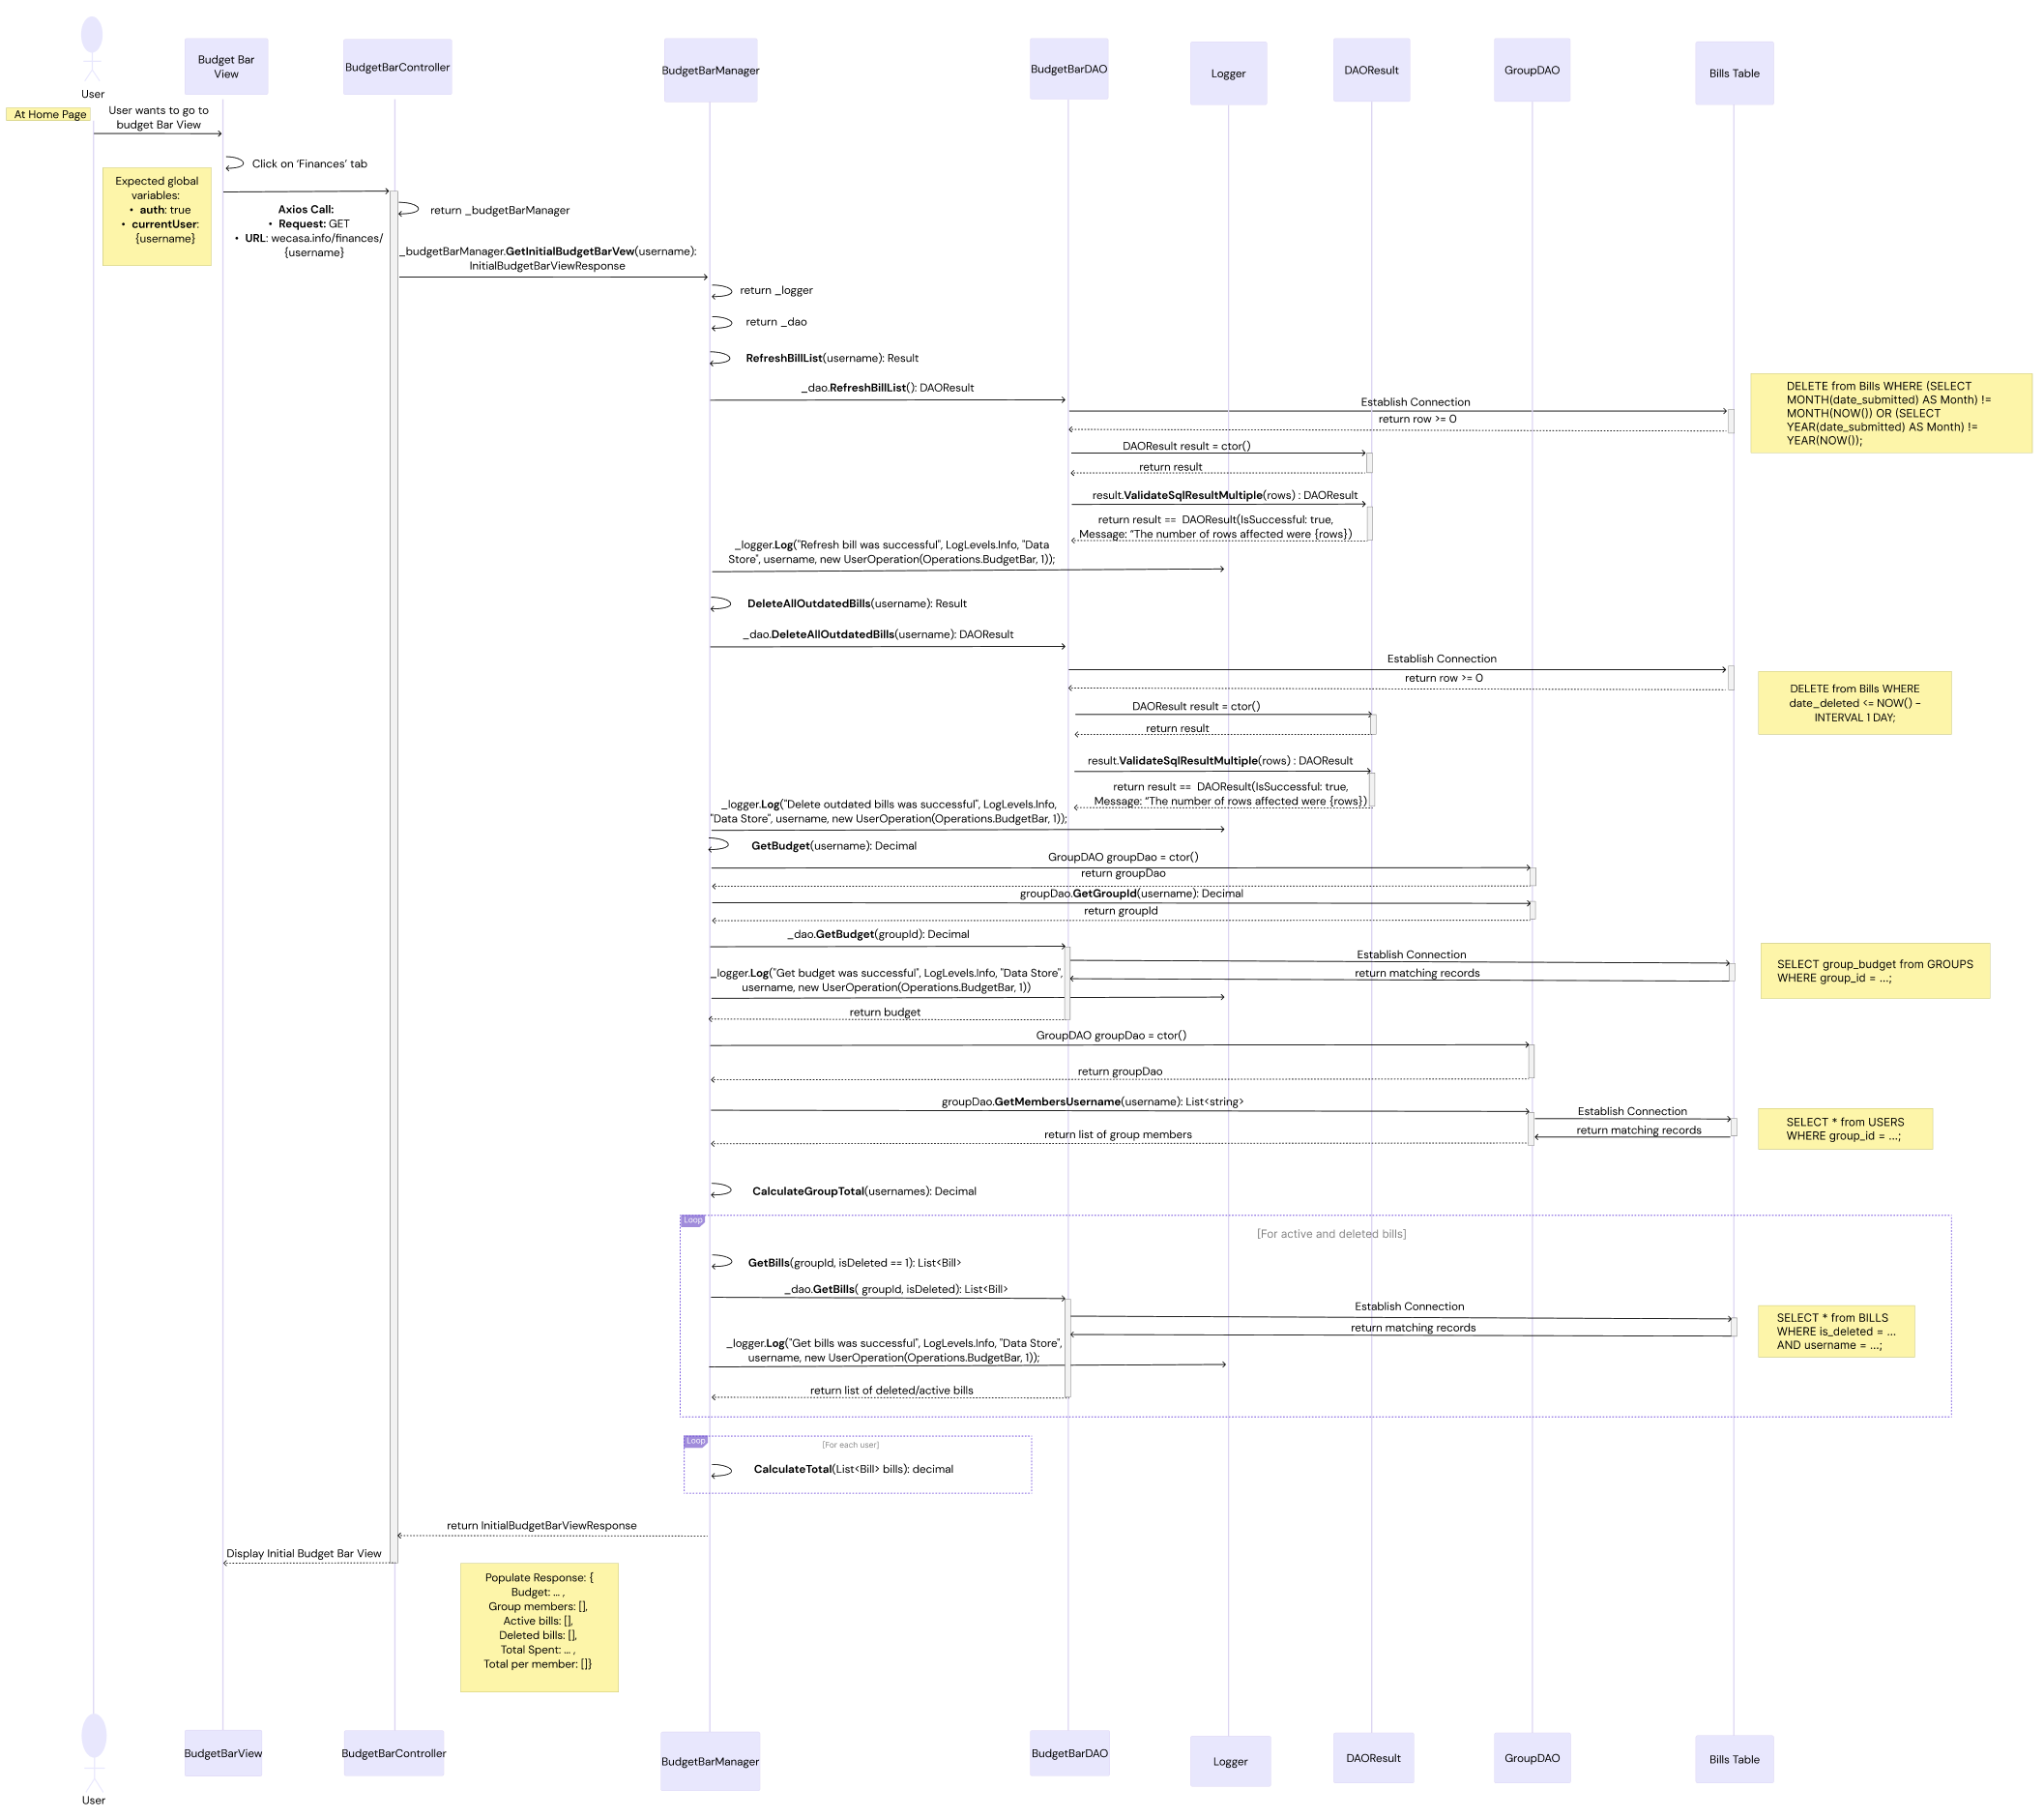 User
Budget Bar
View
BudgetBarController
BudgetBarManager
BudgetBarDAO
Logger
DAOResult
GroupDAO
Bills Table
At Home Page
User wants to go to
budget Bar View
Click on ‘Finances’ tab
Expected global
variables:
• auth: true
• currentUser:
{username}
Axios Call:
• Request: GET
• URL: wecasa.info/finances/
{username}
return _budgetBarManager
_budgetBarManager.GetInitialBudgetBarVew(username):
InitialBudgetBarViewResponse
return _logger
return _dao
RefreshBillList(username): Result
_dao.RefreshBillList(): DAOResult
Establish Connection
return row >= 0
DELETE from Bills WHERE (SELECT
MONTH(date_submitted) AS Month) !=
MONTH(NOW()) OR (SELECT
YEAR(date_submitted) AS Month) !=
YEAR(NOW());
DAOResult result = ctor()
return result
result.ValidateSqlResultMultiple(rows) : DAOResult
return result == DAOResult(IsSuccessful: true,
Message: “The number of rows affected were {rows})
_logger.Log("Refresh bill was successful", LogLevels.Info, "Data
Store", username, new UserOperation(Operations.BudgetBar, 1));
DeleteAllOutdatedBills(username): Result
_dao.DeleteAllOutdatedBills(username): DAOResult
Establish Connection
return row >= 0
DELETE from Bills WHERE
date_deleted <= NOW() -
INTERVAL 1 DAY;
DAOResult result = ctor()
return result
result.ValidateSqlResultMultiple(rows) : DAOResult
return result == DAOResult(IsSuccessful: true,
Message: “The number of rows affected were {rows})
_logger.Log("Delete outdated bills was successful", LogLevels.Info,
"Data Store", username, new UserOperation(Operations.BudgetBar, 1));
GetBudget(username): Decimal
GroupDAO groupDao = ctor()
return groupDao
groupDao.GetGroupId(username): Decimal
return groupId
_dao.GetBudget(groupId): Decimal
Establish Connection
return matching records
SELECT group_budget from GROUPS
WHERE group_id = ...;
_logger.Log("Get budget was successful", LogLevels.Info, "Data Store",
username, new UserOperation(Operations.BudgetBar, 1))
return budget
GroupDAO groupDao = ctor()
return groupDao
groupDao.GetMembersUsername(username): List<string>
Establish Connection
return matching records
SELECT * from USERS
WHERE group_id = ...;
return list of group members
CalculateGroupTotal(usernames): Decimal
Loop
[For active and deleted bills]
GetBills(groupId, isDeleted == 1): List<Bill>
_dao.GetBills( groupId, isDeleted): List<Bill>
Establish Connection
return matching records
SELECT * from BILLS
WHERE is_deleted = ...
AND username = ...;
_logger.Log("Get bills was successful", LogLevels.Info, "Data Store",
username, new UserOperation(Operations.BudgetBar, 1));
return list of deleted/active bills
Loop
[For each user]
CalculateTotal(List<Bill> bills): decimal
return InitialBudgetBarViewResponse
Display Initial Budget Bar View
Populate Response: {
Budget: ... ,
Group members: [],
Active bills: [],
Deleted bills: [],
Total Spent: ... ,
Total per member: []}
User
BudgetBarView
BudgetBarController
BudgetBarManager
BudgetBarDAO
Logger
DAOResult
GroupDAO
Bills Table